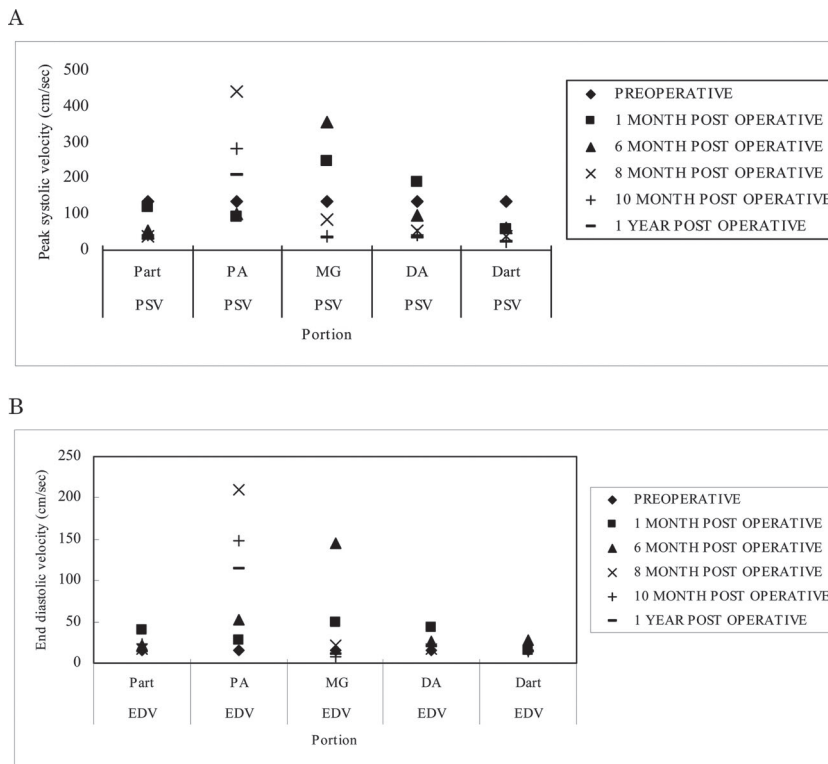 A
500
400
300
200
100
0
Peak systolic velocity (cm/sec)
Part PA MG DA Dart
PSV PSV PSV PSV PSV
Portion
PREOPERATIVE
1 MONTH POST OPERATIVE
6 MONTH POST OPERATIVE
8 MONTH POST OPERATIVE
10 MONTH POST OPERATIVE
1 YEAR POST OPERATIVE
B
250
200
150
100
50
0
End diastolic velocity (cm/sec)
Part PA MG DA Dart
EDV EDV EDV EDV EDV
Portion
PREOPERATIVE
1 MONTH POST OPERATIVE
6 MONTH POST OPERATIVE
8 MONTH POST OPERATIVE
10 MONTH POST OPERATIVE
1 YEAR POST OPERATIVE